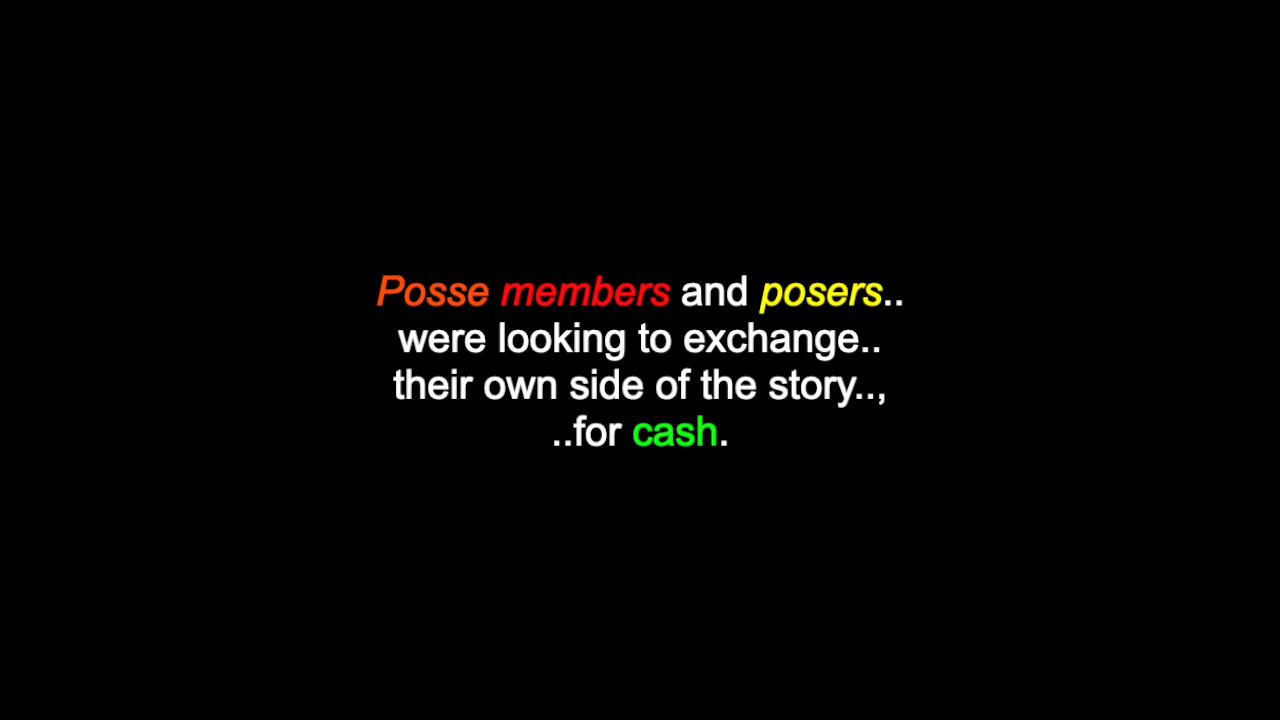 Posse members and posers..
were looking to exchange..
their own side of the story..,
..for cash.